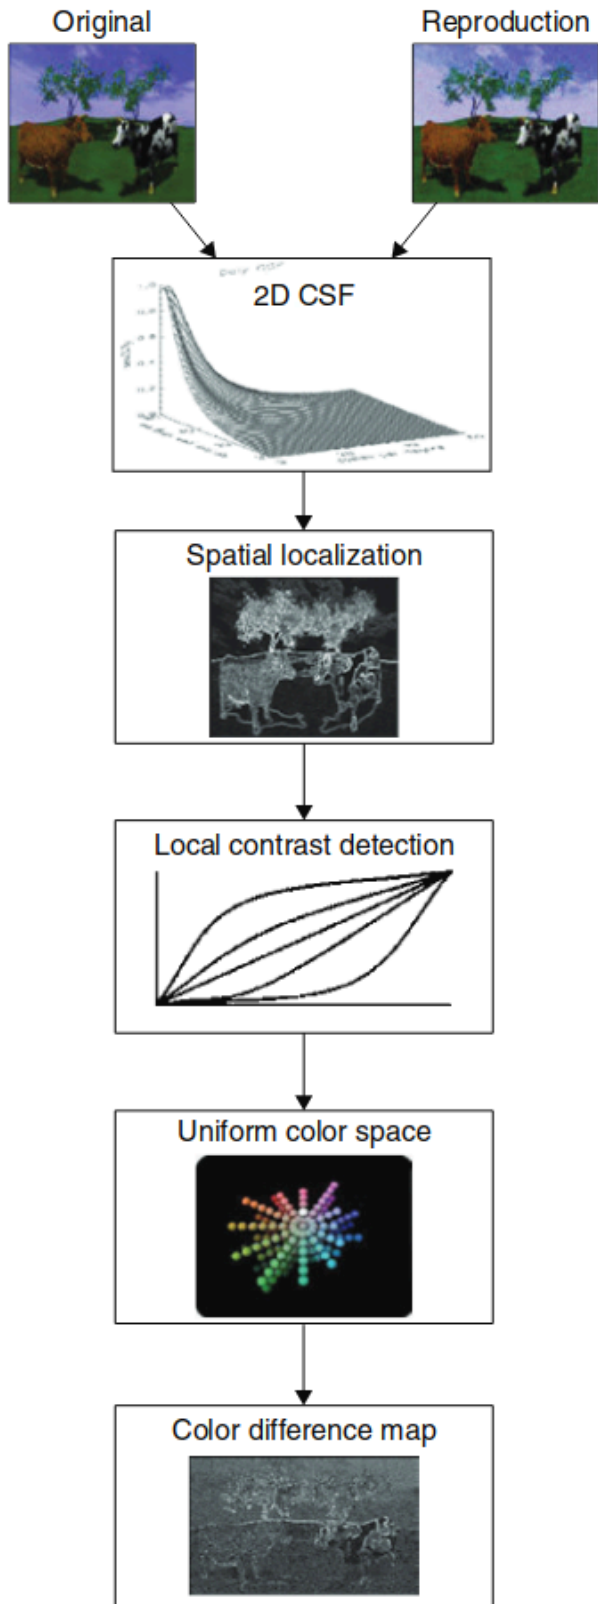 Original
Reproduction
2D CSF
Spatial localization
Local contrast detection
Uniform color space
Color difference map